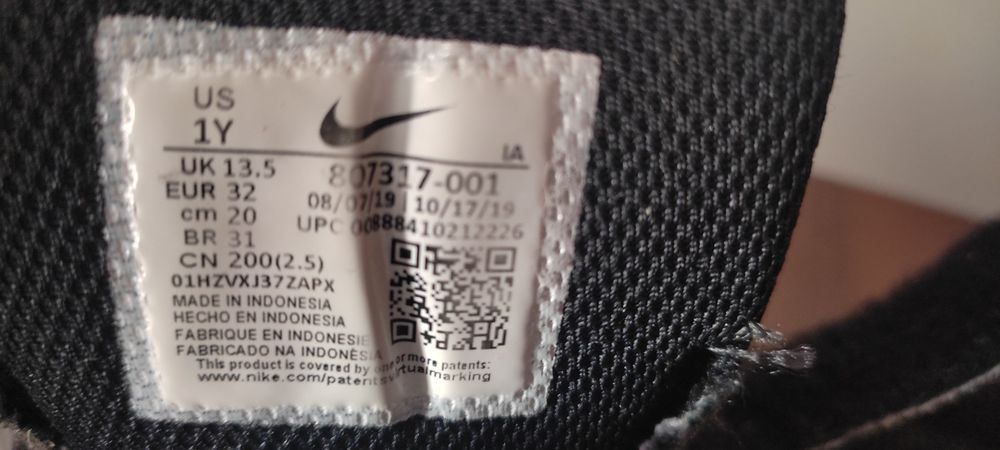 US
1Y
IA
UK 13.5
807317-001
EUR 32
08/07/19 10/17/19
cm 20
UPC 00888410212226
BR 31
CN 200(2.5)
01HZVXJ37ZAPX
MADE IN INDONESIA
HECHO EN INDONESIA
FABRIQUE EN INDONESIE
FABRICADO NA INDONÉSIA
This product is covered by one or more patents:
www.nike.com/patentsvirtualmarking